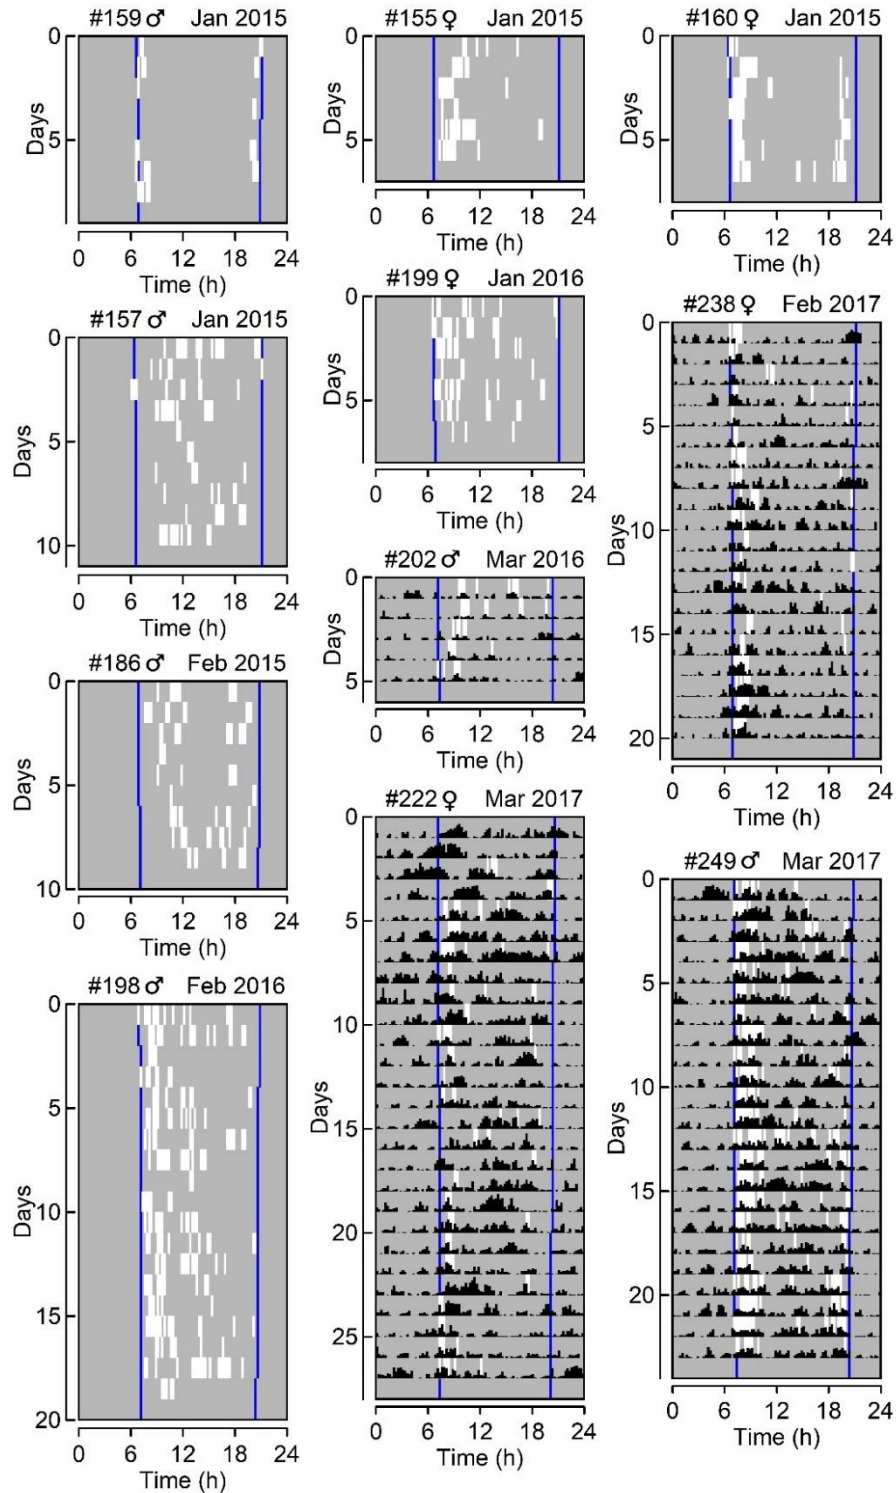 #159♂ Jan 2015
0
5
Days
0 6 12 18 24
Time (h)
#157♂ Jan 2015
0
5
10
Days
0 6 12 18 24
Time (h)
#186♂ Feb 2015
0
5
10
Days
0 6 12 18 24
Time (h)
#198♂ Feb 2016
0
5
10
15
20
Days
0 6 12 18 24
Time (h)
#155♀ Jan 2015
0
5
Days
0 6 12 18 24
Time (h)
#199♀ Jan 2016
0
5
Days
0 6 12 18 24
Time (h)
#202♂ Mar 2016
0
5
Days
0 6 12 18 24
Time (h)
#222♀ Mar 2017
0
5
10
15
20
25
Days
0 6 12 18 24
Time (h)
#160♀ Jan 2015
0
5
Days
0 6 12 18 24
Time (h)
#238♀ Feb 2017
0
5
10
15
20
Days
0 6 12 18 24
Time (h)
#249♂ Mar 2017
0
5
10
15
20
Days
0 6 12 18 24
Time (h)